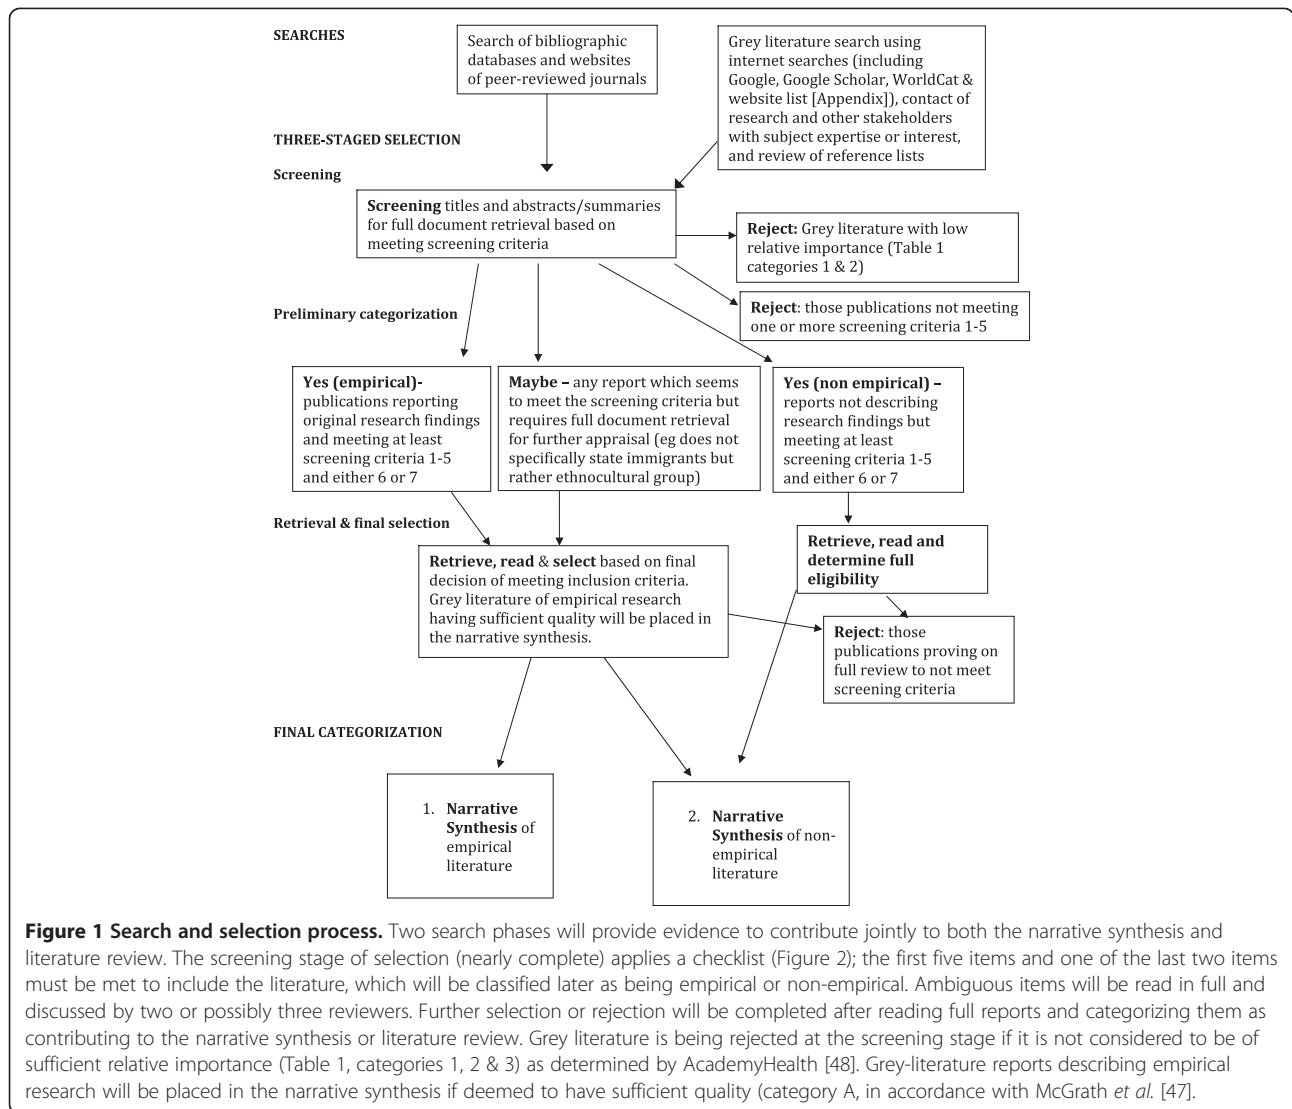 SEARCHES
Search of bibliographic
databases and websites
of peer-reviewed journals
Grey literature search using
internet searches (including
Google, Google Scholar, WorldCat &
website list [Appendix]), contact of
research and other stakeholders
with subject expertise or interest,
and review of reference lists
THREE-STAGED SELECTION
Screening
Screening titles and abstracts/summaries
for full document retrieval based on
meeting screening criteria
Reject: Grey literature with low
relative importance (Table 1
categories 1 & 2)
Reject: those publications not meeting
one or more screening criteria 1-5
Preliminary categorization
Yes (empirical)-
publications reporting
original research findings
and meeting at least
screening criteria 1-5
and either 6 or 7
Maybe – any report which seems
to meet the screening criteria but
requires full document retrieval
for further appraisal (eg does not
specifically state immigrants but
rather ethnocultural group)
Yes (non empirical) –
reports not describing
research findings but
meeting at least
screening criteria 1-5
and either 6 or 7
Retrieval & final selection
Retrieve, read & select based on final
decision of meeting inclusion criteria.
Grey literature of empirical research
having sufficient quality will be placed in
the narrative synthesis.
Retrieve, read and
determine full
eligibility
Reject: those
publications proving on
full review to not meet
screening criteria
FINAL CATEGORIZATION
1. Narrative
Synthesis of
empirical
literature
2. Narrative
Synthesis of non-
empirical
literature
Figure 1 Search and selection process. Two search phases will provide evidence to contribute jointly to both the narrative synthesis and
literature review. The screening stage of selection (nearly complete) applies a checklist (Figure 2); the first five items and one of the last two items
must be met to include the literature, which will be classified later as being empirical or non-empirical. Ambiguous items will be read in full and
discussed by two or possibly three reviewers. Further selection or rejection will be completed after reading full reports and categorizing them as
contributing to the narrative synthesis or literature review. Grey literature is being rejected at the screening stage if it is not considered to be of
sufficient relative importance (Table 1, categories 1, 2 & 3) as determined by AcademyHealth [48]. Grey-literature reports describing empirical
research will be placed in the narrative synthesis if deemed to have sufficient quality (category A, in accordance with McGrath et al. [47].